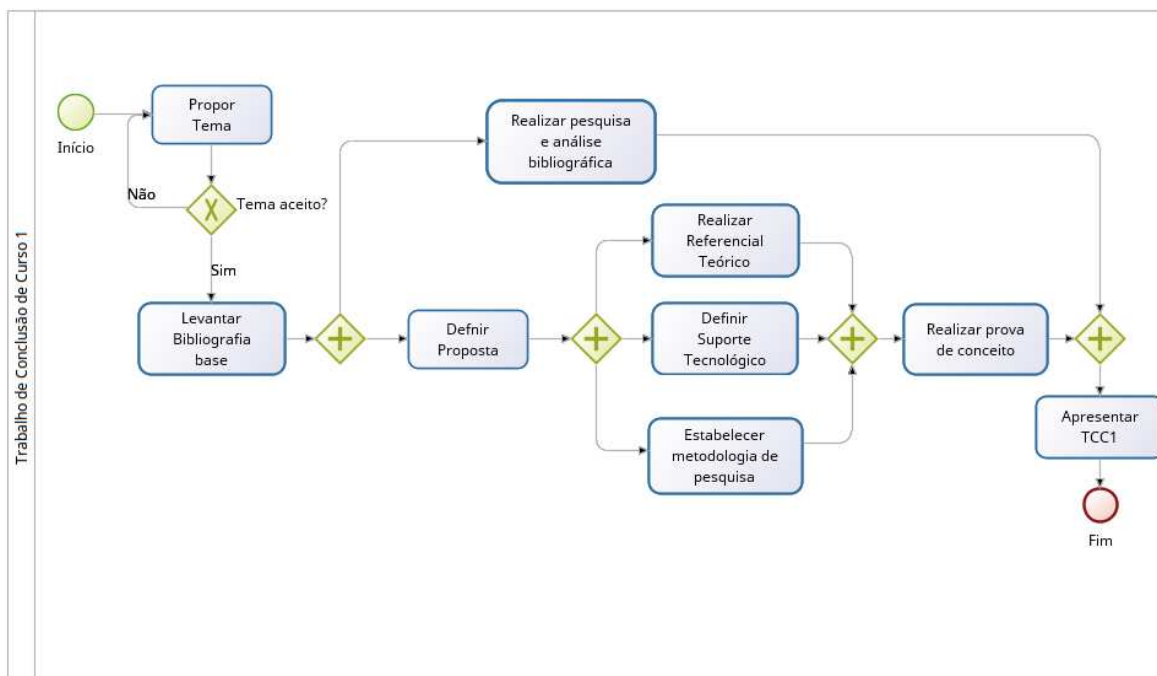 Trabalho de Conclusão de Curso 1
Início
Propor
Tema
Não
Tema aceito?
Sim
Levantar
Bibliografia
base
Realizar pesquisa
e análise
bibliográfica
Defnir
Proposta
Realizar
Referencial
Teórico
Definir
Suporte
Tecnológico
Estabelecer
metodologia de
pesquisa
Realizar prova
de conceito
Apresentar
TCC1
Fim